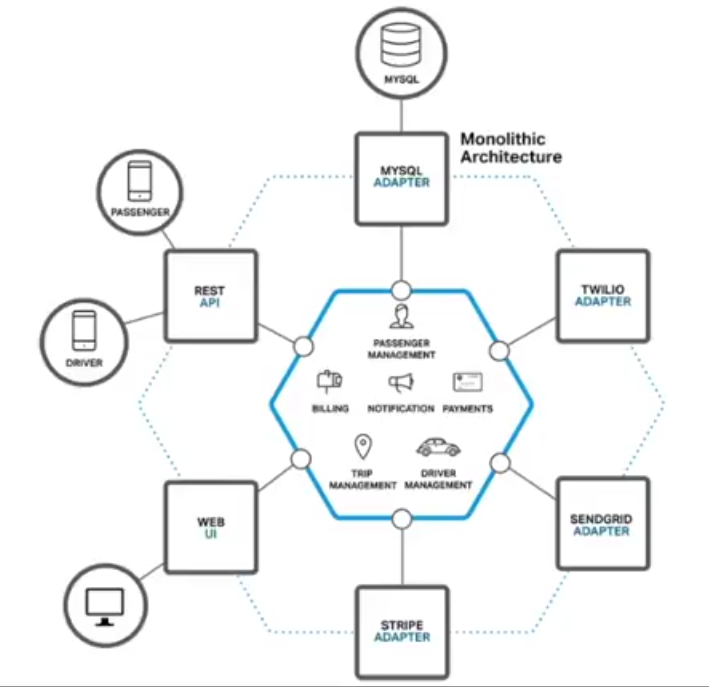 MYSQL
Monolithic
Architecture
MYSQL
ADAPTER
PASSENGER
REST
API
TWILIO
ADAPTER
DRIVER
PASSENGER
MANAGEMENT
BILLING
NOTIFICATION
PAYMENTS
TRIP
MANAGEMENT
DRIVER
MANAGEMENT
WEB
UI
SENDGRID
ADAPTER
STRIPE
ADAPTER